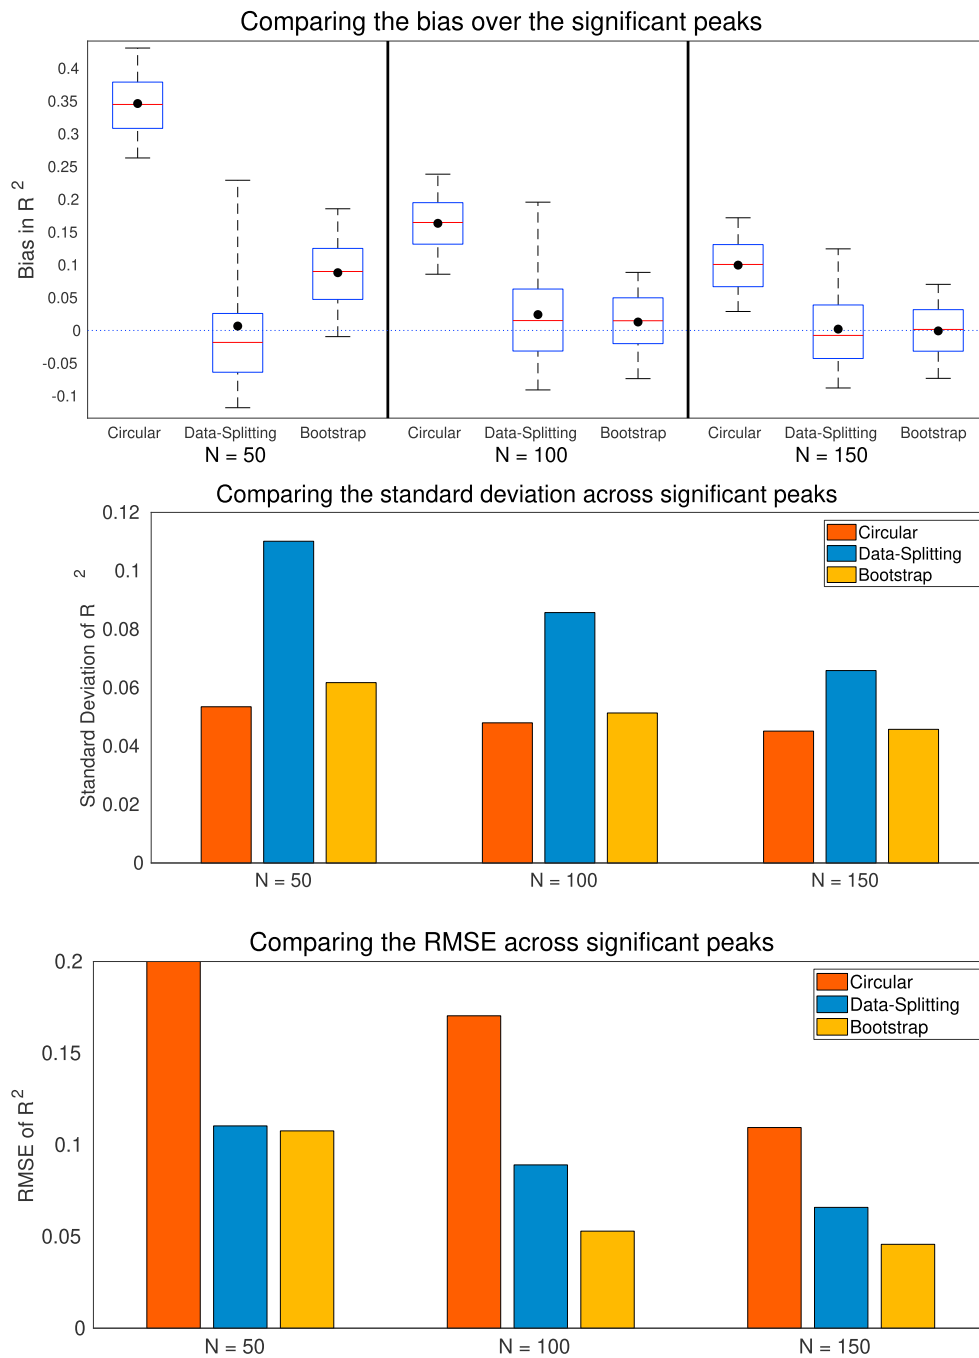 Comparing the bias over the significant peaks
Bias in R 2
0.4
0.35
0.3
0.25
0.2
0.15
0.1
0.05
0
-0.05
-0.1
Circular Data-Splitting Bootstrap Circular Data-Splitting Bootstrap Circular Data-Splitting Bootstrap
N = 50 N = 100 N = 150
Comparing the standard deviation across significant peaks
Standard Deviation of R 2
0.12
0.1
0.08
0.06
0.04
0.02
0
Circular
Data-Splitting
Bootstrap
N = 50 N = 100 N = 150
Comparing the RMSE across significant peaks
RMSE of R 2
0.2
0.15
0.1
0.05
0
Circular
Data-Splitting
Bootstrap
N = 50 N = 100 N = 150